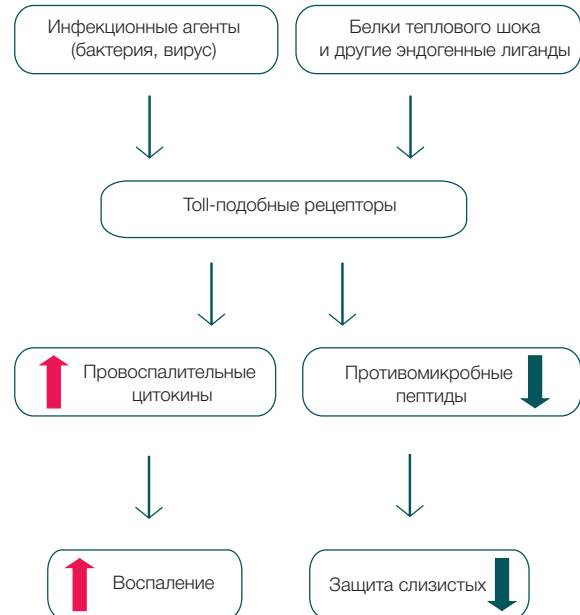 Инфекционные агенты
(бактерия, вирус)
Белки теплового шока
и другие эндогенные лиганды
Toll-подобные рецепторы
Провоспалительные
цитокины
Противомикробные
пептиды
Воспаление
Защита слизистых